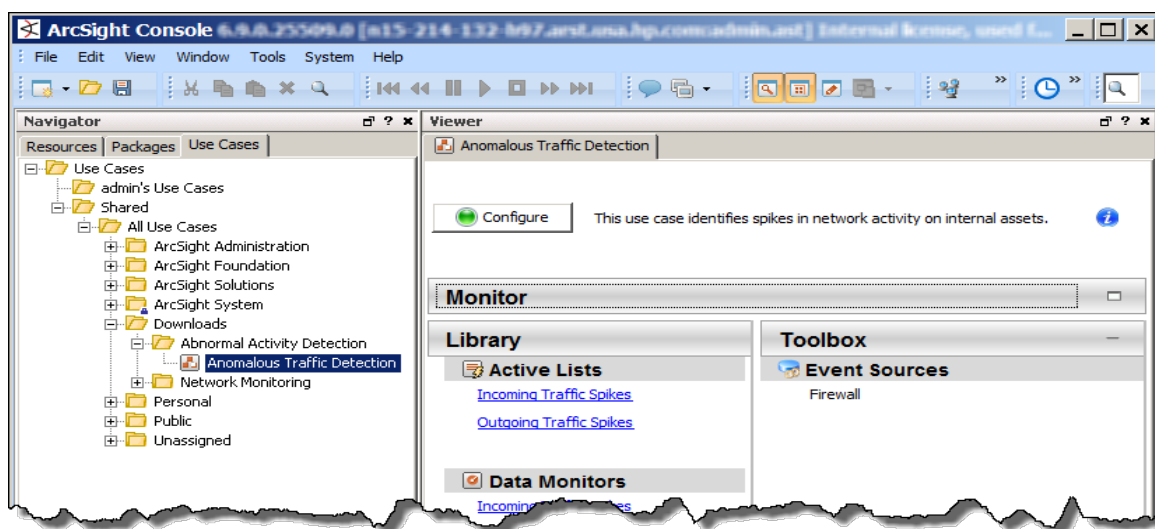 ArcSight Console
File Edit View Window Tools System Help
Navigator
Resources Packages Use Cases
Use Cases
admin's Use Cases
Shared
All Use Cases
ArcSight Administration
ArcSight Foundation
ArcSight Solutions
ArcSight System
Downloads
Abnormal Activity Detection
Anomalous Traffic Detection
Network Monitoring
Personal
Public
Unassigned
Viewer
Anomalous Traffic Detection
Configure
This use case identifies spikes in network activity on internal assets.
Monitor
Library
Active Lists
Incoming Traffic Spikes
Outgoing Traffic Spikes
Data Monitors
Incoming
Toolbox
Event Sources
Firewall